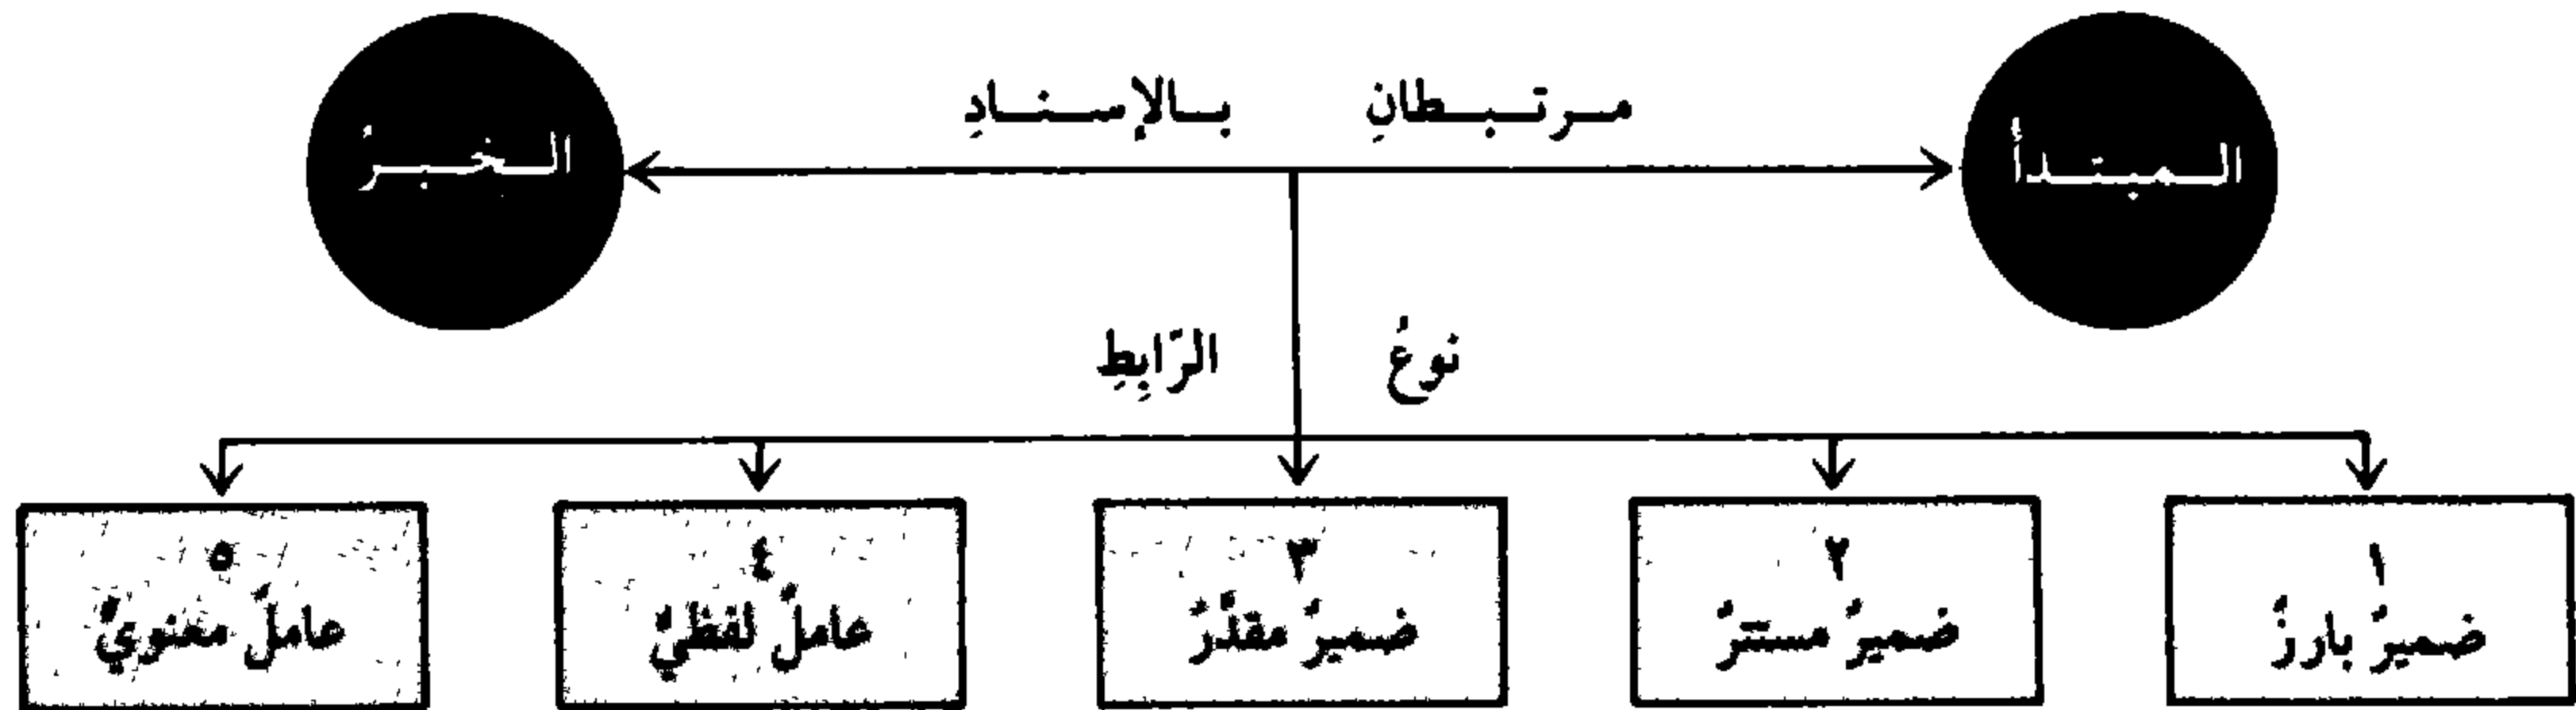 المبتدأُ
مرتبطانِ بالإسنادِ
الخبرُ
نوعُ الرّابِطِ
١
ضميرٌ بارزٌ
٢
ضميرٌ مستترٌ
٣
ضميرٌ مقدّرٌ
٤
عاملٌ لفظيٌّ
٥
عاملٌ معنويٌّ